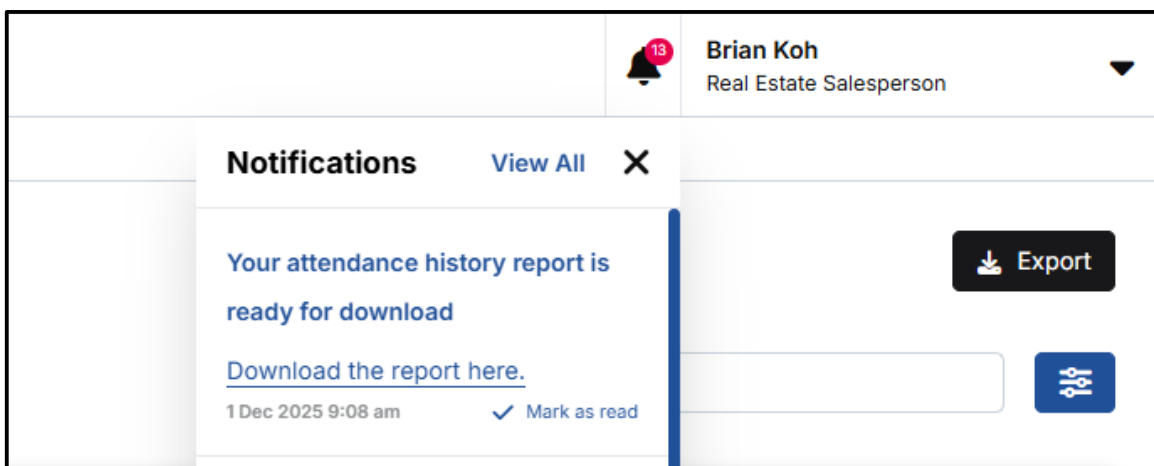 13
Brian Koh
Real Estate Salesperson
Notifications
View All
Export
Your attendance history report is
ready for download
Download the report here.
1 Dec 2025 9:08 am
Mark as read